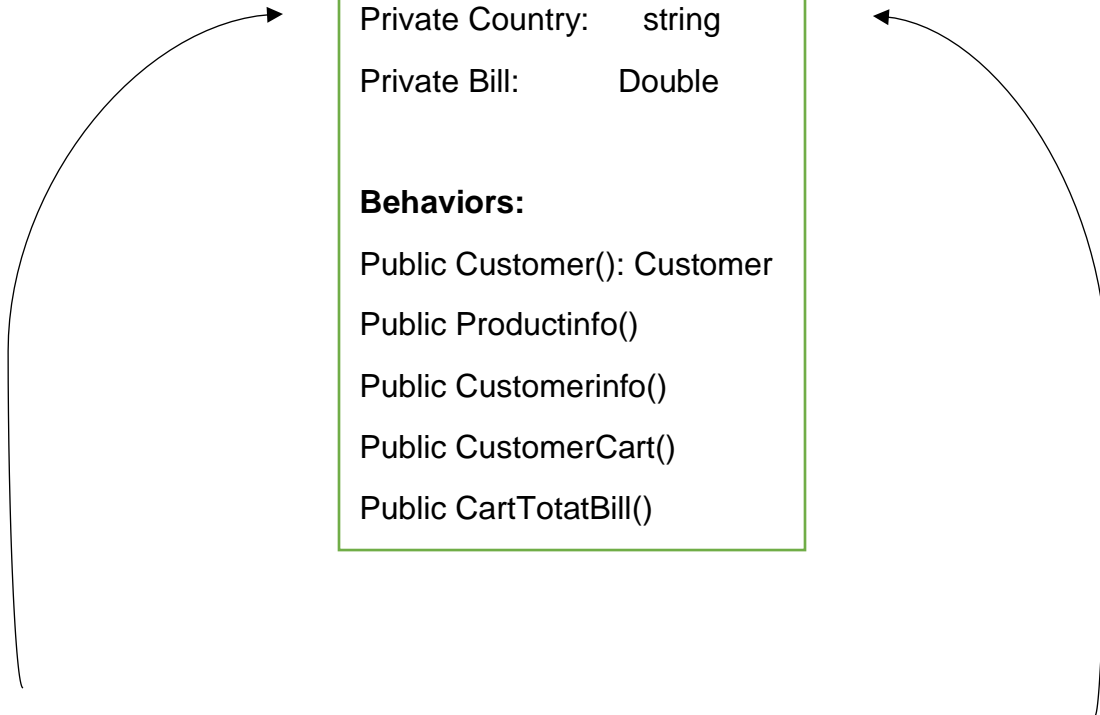 Private Country: string
Private Bill: Double
Behaviors:
Public Customer(): Customer
Public Productinfo()
Public Customerinfo()
Public CustomerCart()
Public CartTotatBill()